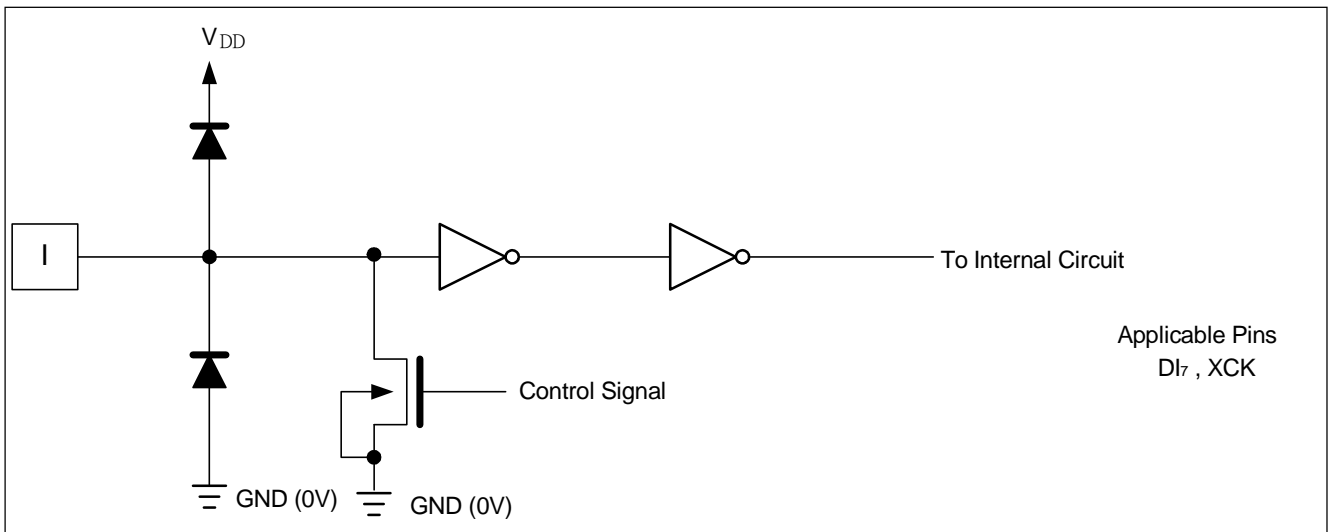 VDD
I
To Internal Circuit
Applicable Pins
DI7 , XCK
Control Signal
GND (0V)
GND (0V)